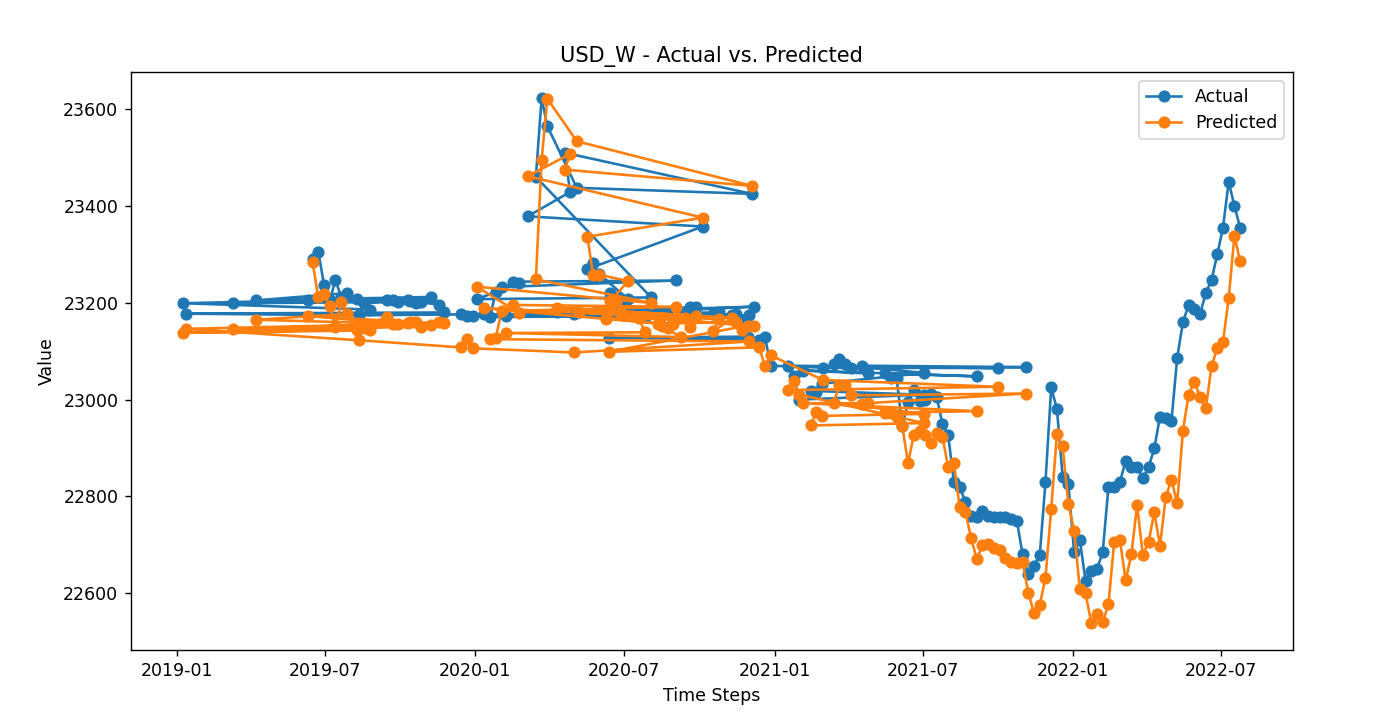 USD_W - Actual vs. Predicted
Actual
Predicted
23600
23400
23200
23000
22800
22600
Value
2019-01 2019-07 2020-01 2020-07 2021-01 2021-07 2022-01 2022-07
Time Steps